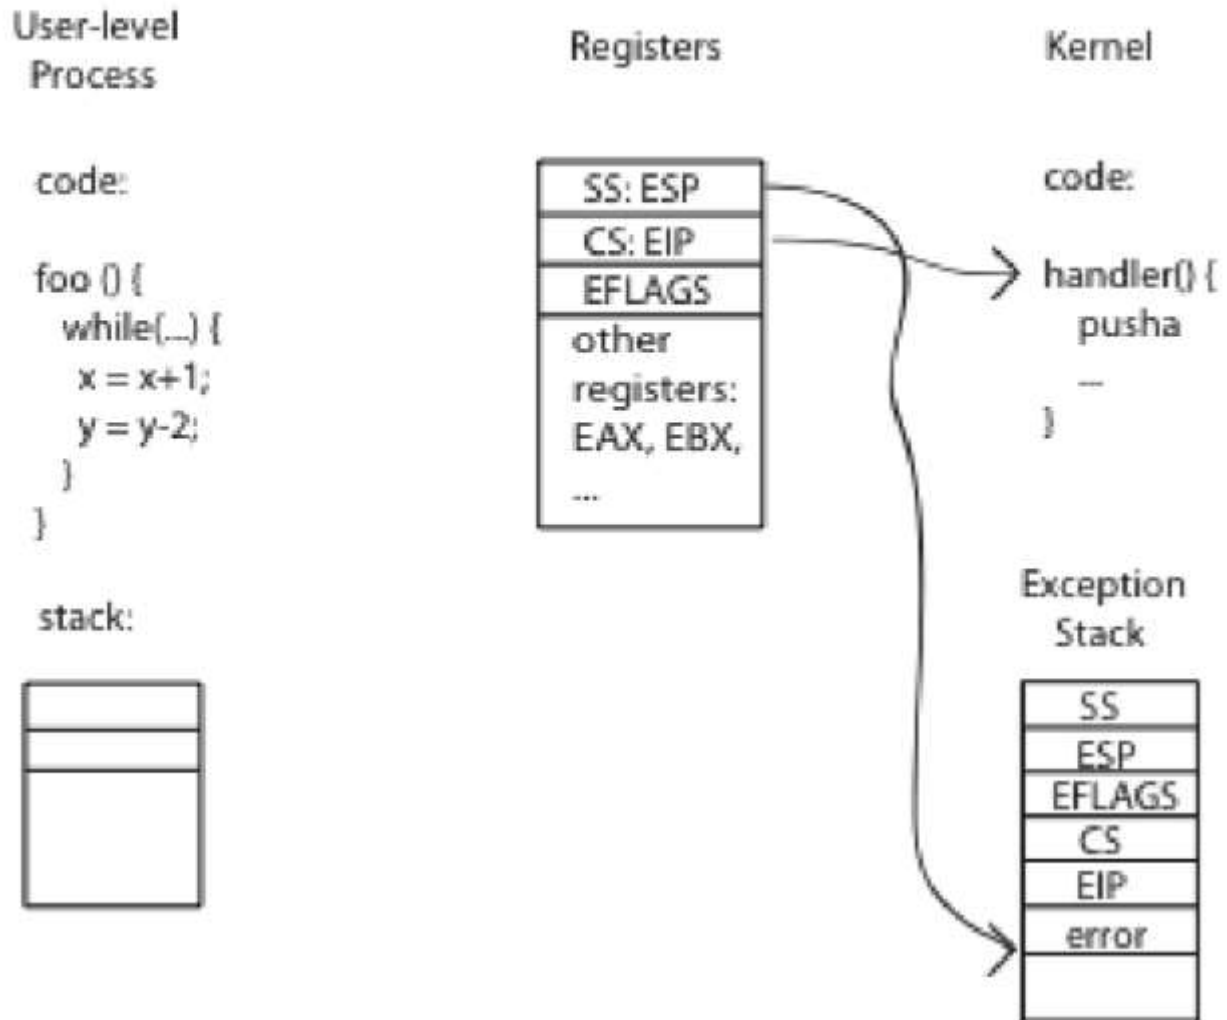 User-level
Process
code:
foo () {
while(...) {
x = x+1;
y = y-2;
}
}
stack:
Registers
SS: ESP
CS: EIP
EFLAGS
other
registers:
EAX, EBX,
...
Kernel
code:
handler() {
pusha
...
}
Exception
Stack
SS
ESP
EFLAGS
CS
EIP
error